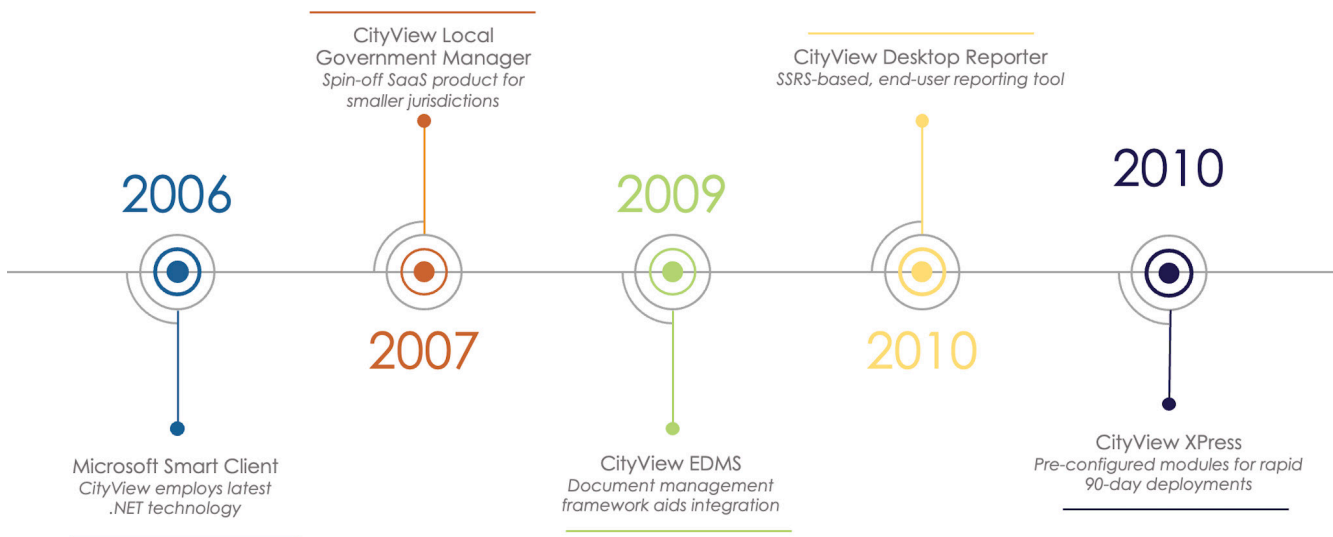 2006
Microsoft Smart Client
CityView employs latest
.NET technology
CityView Local
Government Manager
Spin-off SaaS product for
smaller jurisdictions
2007
2009
CityView EDMS
Document management
framework aids integration
CityView Desktop Reporter
SSRS-based, end-user reporting tool
2010
2010
CityView XPress
Pre-configured modules for rapid
90-day deployments